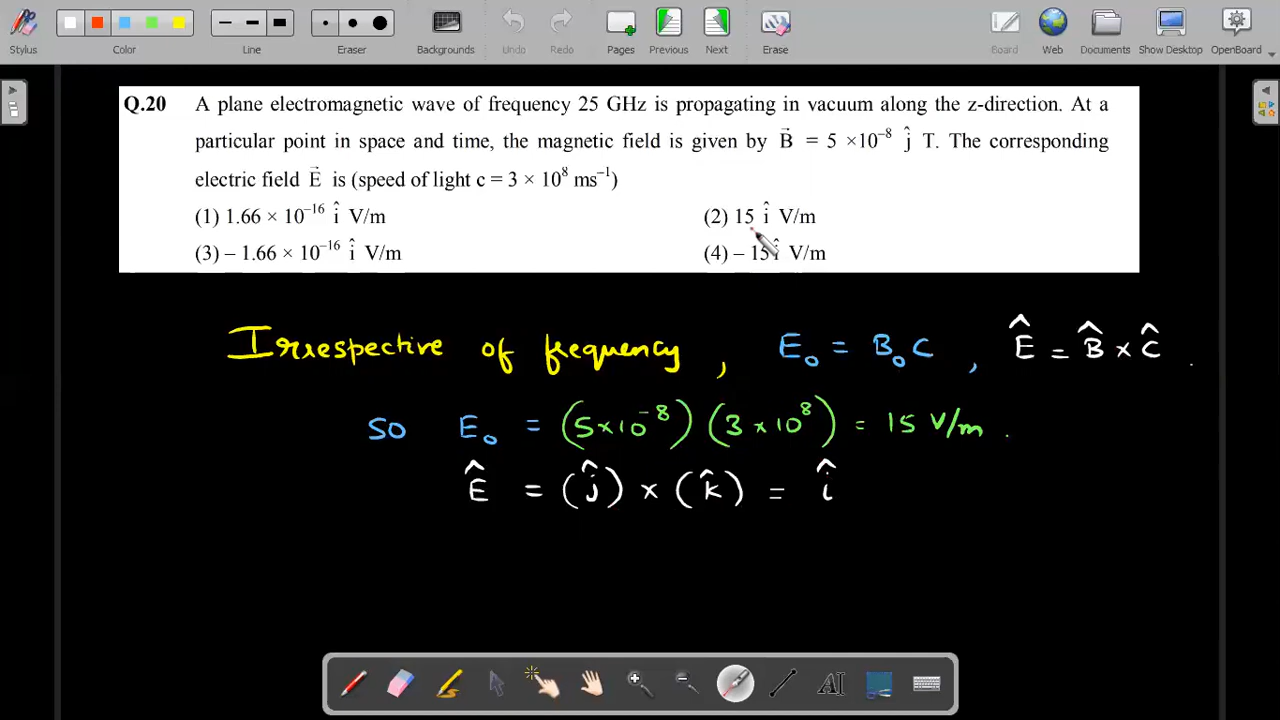 Stylus Color Line Eraser Backgrounds Undo Redo Pages Previous Next Erase Board Web Documents Show Desktop OpenBoard
Q.20 A plane electromagnetic wave of frequency 25 GHz is propagating in vacuum along the z-direction. At a
particular point in space and time, the magnetic field is given by B⃗ = 5 ×10⁻⁸ ĵ T. The corresponding
electric field E⃗ is (speed of light c = 3 × 10⁸ ms⁻¹)
(1) 1.66 × 10⁻¹⁶ î V/m (2) 15 î V/m
(3) – 1.66 × 10⁻¹⁶ î V/m (4) – 15 î V/m
Irrespective of frequency, E₀ = B₀ C, Ê = B̂ × Ĉ.
so E₀ = (5×10⁻⁸) (3×10⁸) = 15 V/m.
Ê = (ĵ) × (k̂) = î
AI